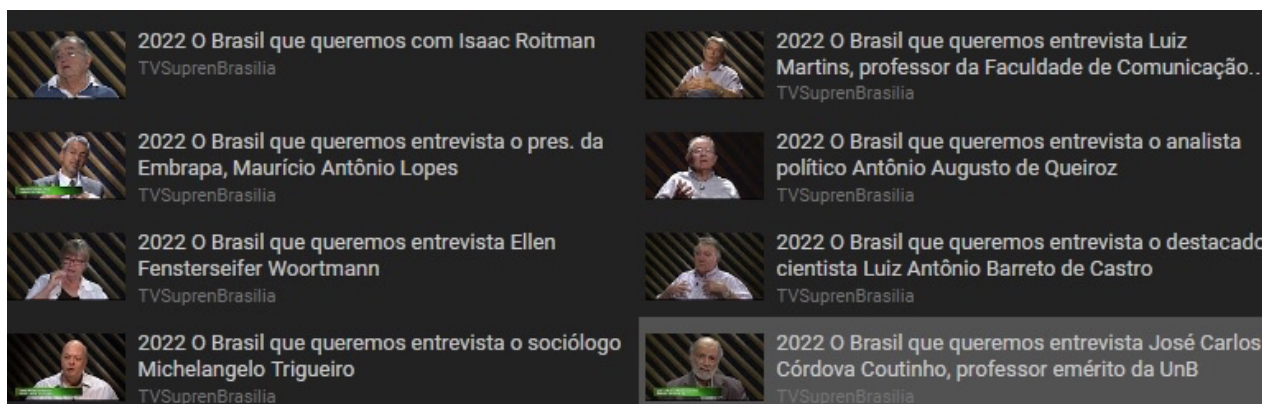 2022 O Brasil que queremos com Isaac Roitman
TVSuprenBrasilia
2022 O Brasil que queremos entrevista o pres. da
Embrapa, Maurício Antônio Lopes
TVSuprenBrasilia
2022 O Brasil que queremos entrevista Ellen
Fensterseifer Woortmann
TVSuprenBrasilia
2022 O Brasil que queremos entrevista o sociólogo
Michelangelo Trigueiro
TVSuprenBrasilia
2022 O Brasil que queremos entrevista Luiz
Martins, professor da Faculdade de Comunicação..
TVSuprenBrasilia
2022 O Brasil que queremos entrevista o analista
político Antônio Augusto de Queiroz
TVSuprenBrasilia
2022 O Brasil que queremos entrevista o destacado
cientista Luiz Antônio Barreto de Castro
TVSuprenBrasilia
2022 O Brasil que queremos entrevista José Carlos
Córdova Coutinho, professor emérito da UnB
TVSuprenBrasilia